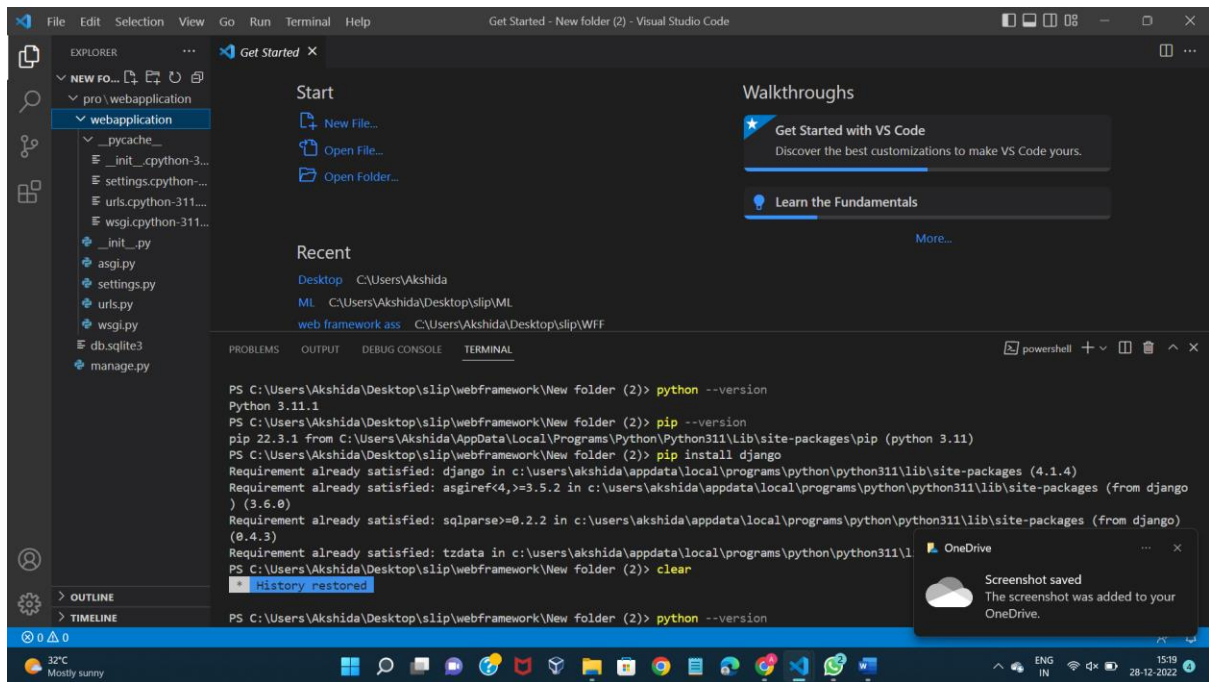 File Edit Selection View Go Run Terminal Help Get Started - New folder (2) - Visual Studio Code
EXPLORER
NEW FO...
pro\webapplication
webapplication
__pycache__
__init__.cpython-3...
settings.cpython-...
urls.cpython-311....
wsgi.cpython-311...
__init__.py
asgi.py
settings.py
urls.py
wsgi.py
db.sqlite3
manage.py
OUTLINE
TIMELINE
Get Started
Start
New File...
Open File...
Open Folder...
Recent
Desktop C:\Users\Akshida
ML C:\Users\Akshida\Desktop\slip\ML
web framework ass C:\Users\Akshida\Desktop\slip\WFF
Walkthroughs
Get Started with VS Code
Discover the best customizations to make VS Code yours.
Learn the Fundamentals
More...
PROBLEMS OUTPUT DEBUG CONSOLE TERMINAL powershell
PS C:\Users\Akshida\Desktop\slip\webframework\New folder (2)> python --version
Python 3.11.1
PS C:\Users\Akshida\Desktop\slip\webframework\New folder (2)> pip --version
pip 22.3.1 from C:\Users\Akshida\AppData\Local\Programs\Python\Python311\Lib\site-packages\pip (python 3.11)
PS C:\Users\Akshida\Desktop\slip\webframework\New folder (2)> pip install django
Requirement already satisfied: django in c:\users\akshida\appdata\local\programs\python\python311\lib\site-packages (4.1.4)
Requirement already satisfied: asgiref<4,>=3.5.2 in c:\users\akshida\appdata\local\programs\python\python311\lib\site-packages (from django
) (3.6.0)
Requirement already satisfied: sqlparse>=0.2.2 in c:\users\akshida\appdata\local\programs\python\python311\lib\site-packages (from django)
(0.4.3)
Requirement already satisfied: tzdata in c:\users\akshida\appdata\local\programs\python\python311\l
PS C:\Users\Akshida\Desktop\slip\webframework\New folder (2)> clear
* History restored
PS C:\Users\Akshida\Desktop\slip\webframework\New folder (2)> python --version
OneDrive
Screenshot saved
The screenshot was added to your
OneDrive.
0 0
32°C
Mostly sunny
ENG
IN
15:19
28-12-2022
4